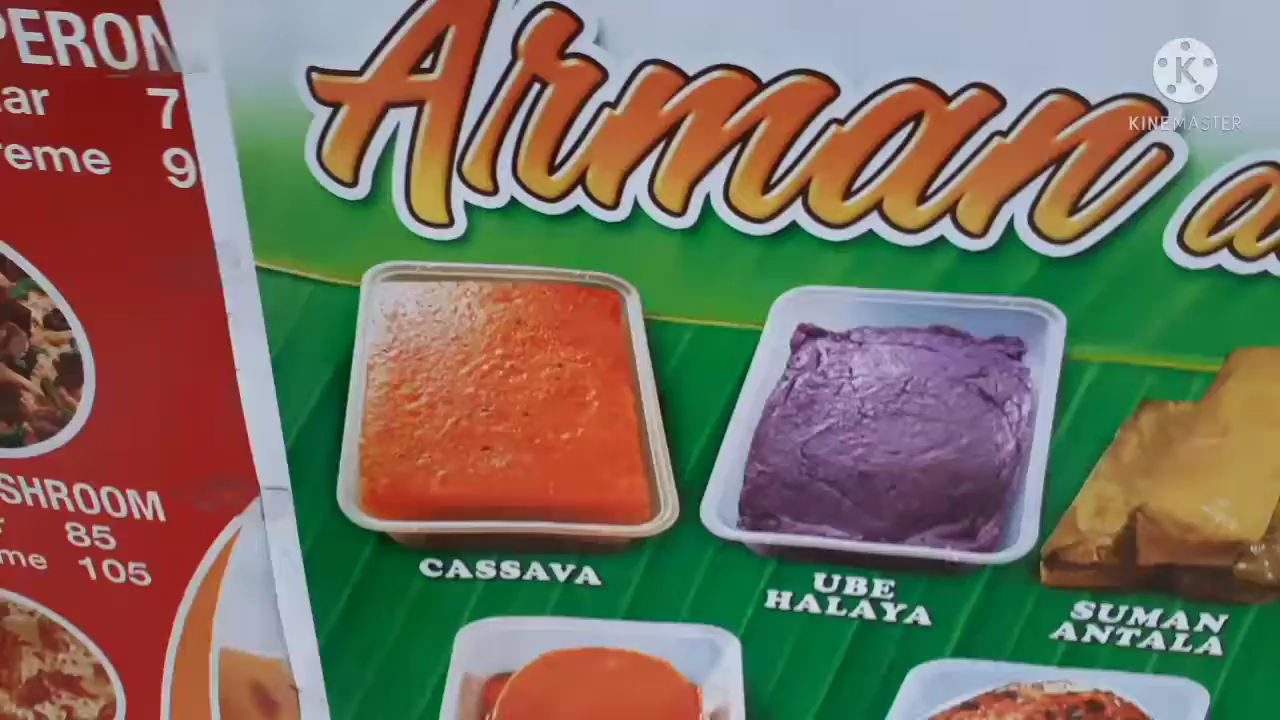 PERON
ar 7
reme 9
SHROOM
85
me 105
Arman a
KINEMASTER
CASSAVA
UBE
HALAYA
SUMAN
ANTALA